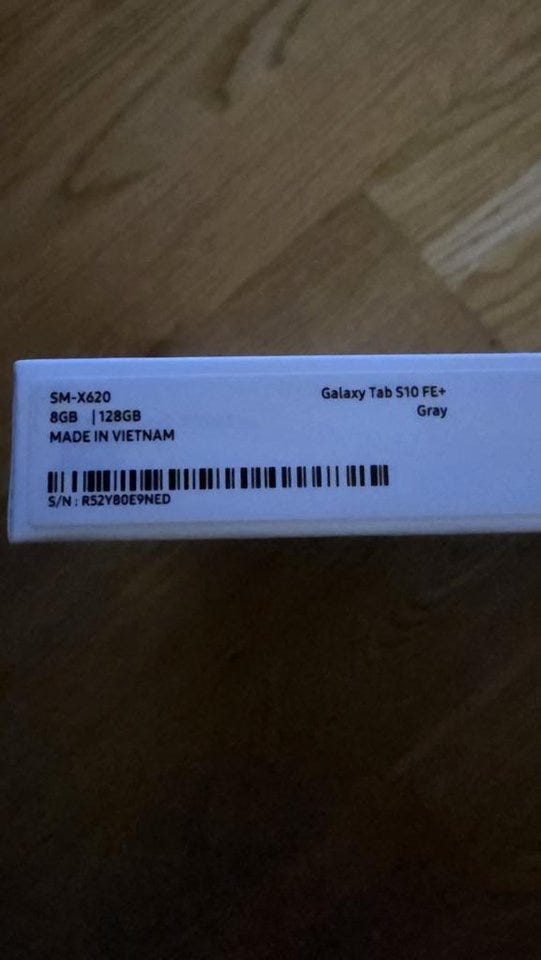 SM-X620
8GB | 128GB
MADE IN VIETNAM
Galaxy Tab S10 FE+
Gray
S/N : R52Y80E9NED